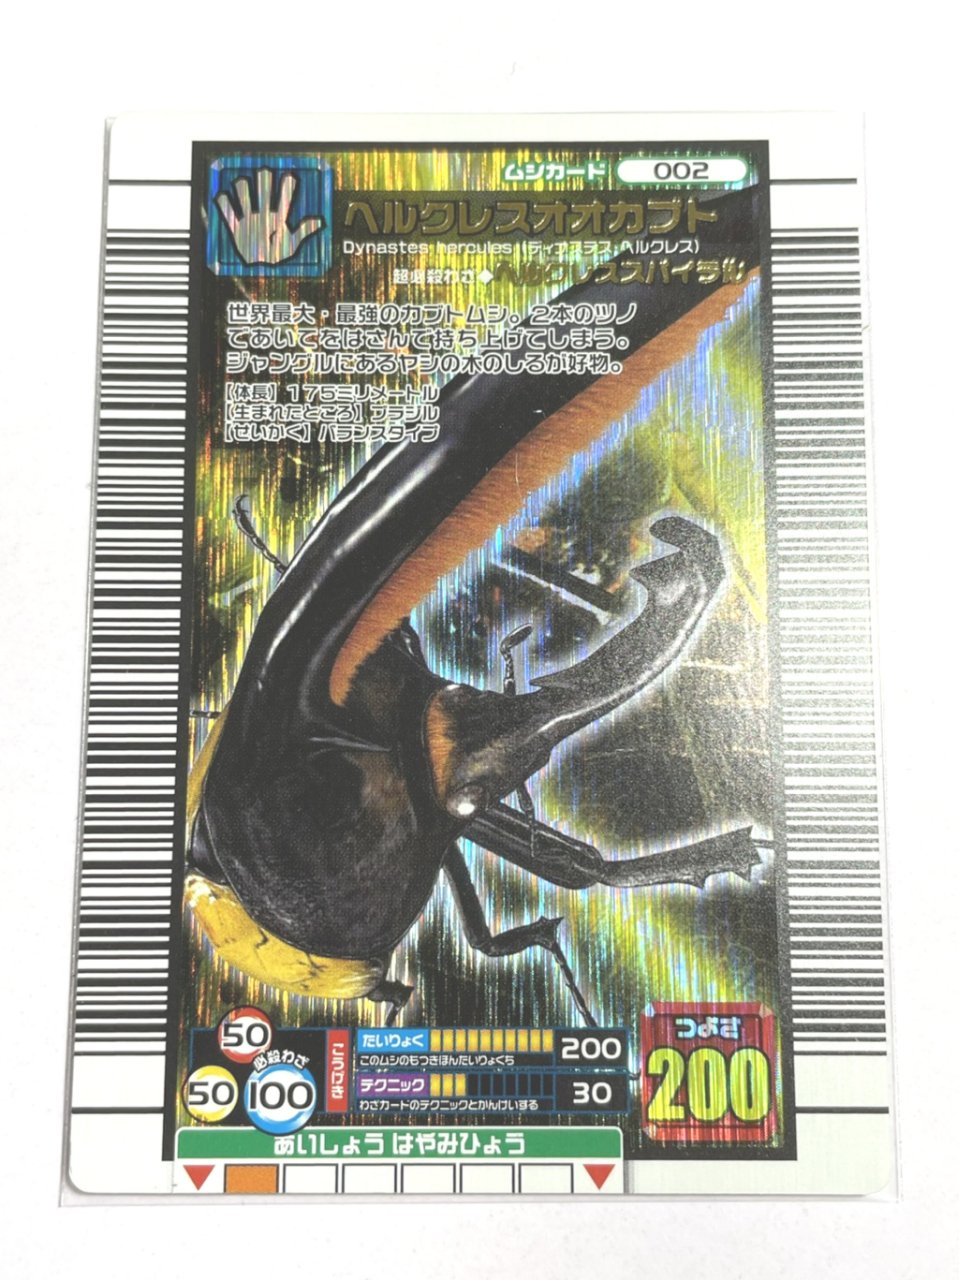 ムシカード 002
ヘルクレスオオカブト
Dynastes hercules (ディナステス ヘルクレス)
超必殺わざ◆ヘルクレススパイラル
世界最大・最強のカブトムシ。2本のツノ
であいてをはさんで持ち上げてしまう。
ジャングルにあるヤシの木のしるが好物。
【体長】175ミリメートル
【生まれたところ】ブラジル
【せいかく】バランスタイプ
50
必殺わざ
50 100
こうげき
たいりょく 200
このムシのもつきほんたいりょくち
テクニック 30
わざカードのテクニックとかんけいする
つよさ
200
あいしょう はやみひょう